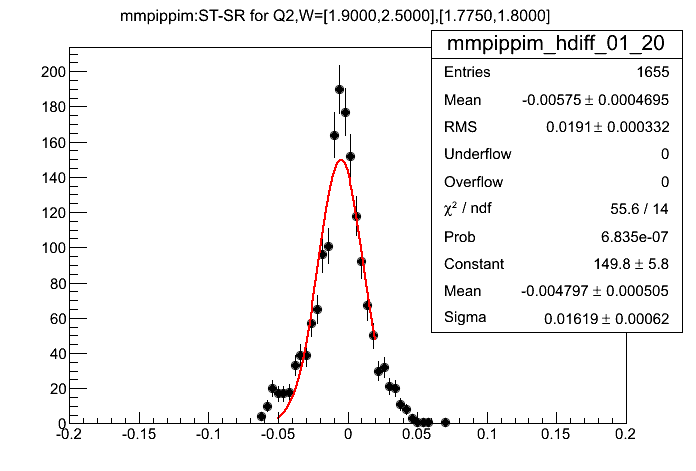 mmpippim:ST-SR for Q2,W=[1.9000,2.5000],[1.7750,1.8000]
mmpippim_hdiff_01_20
Entries 1655
Mean -0.00575 ± 0.0004695
RMS 0.0191 ± 0.000332
Underflow 0
Overflow 0
χ² / ndf 55.6 / 14
Prob 6.835e-07
Constant 149.8 ± 5.8
Mean -0.004797 ± 0.000505
Sigma 0.01619 ± 0.00062
200
180
160
140
120
100
80
60
40
20
0
-0.2 -0.15 -0.1 -0.05 0 0.05 0.1 0.15 0.2